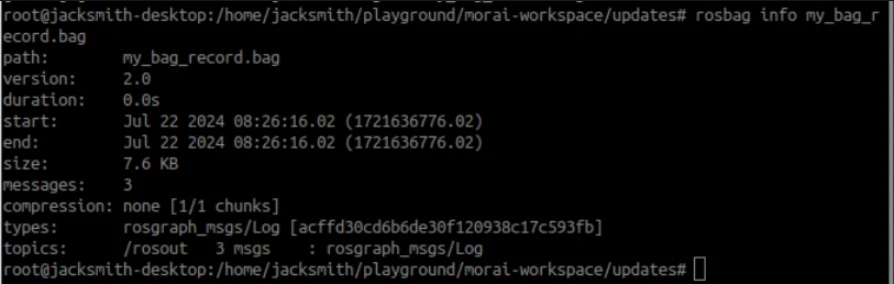 root@jacksmith-desktop:/home/jacksmith/playground/morai-workspace/updates# rosbag info my_bag_r
ecord.bag
path:        my_bag_record.bag
version:     2.0
duration:    0.0s
start:       Jul 22 2024 08:26:16.02 (1721636776.02)
end:         Jul 22 2024 08:26:16.02 (1721636776.02)
size:        7.6 KB
messages:    3
compression: none [1/1 chunks]
types:       rosgraph_msgs/Log [acffd30cd6b6de30f120938c17c593fb]
topics:      /rosout   3 msgs    : rosgraph_msgs/Log
root@jacksmith-desktop:/home/jacksmith/playground/morai-workspace/updates#